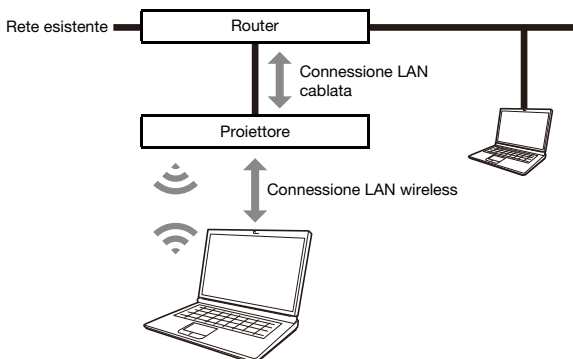 Rete esistente
Router
Connessione LAN
cablata
Proiettore
Connessione LAN wireless